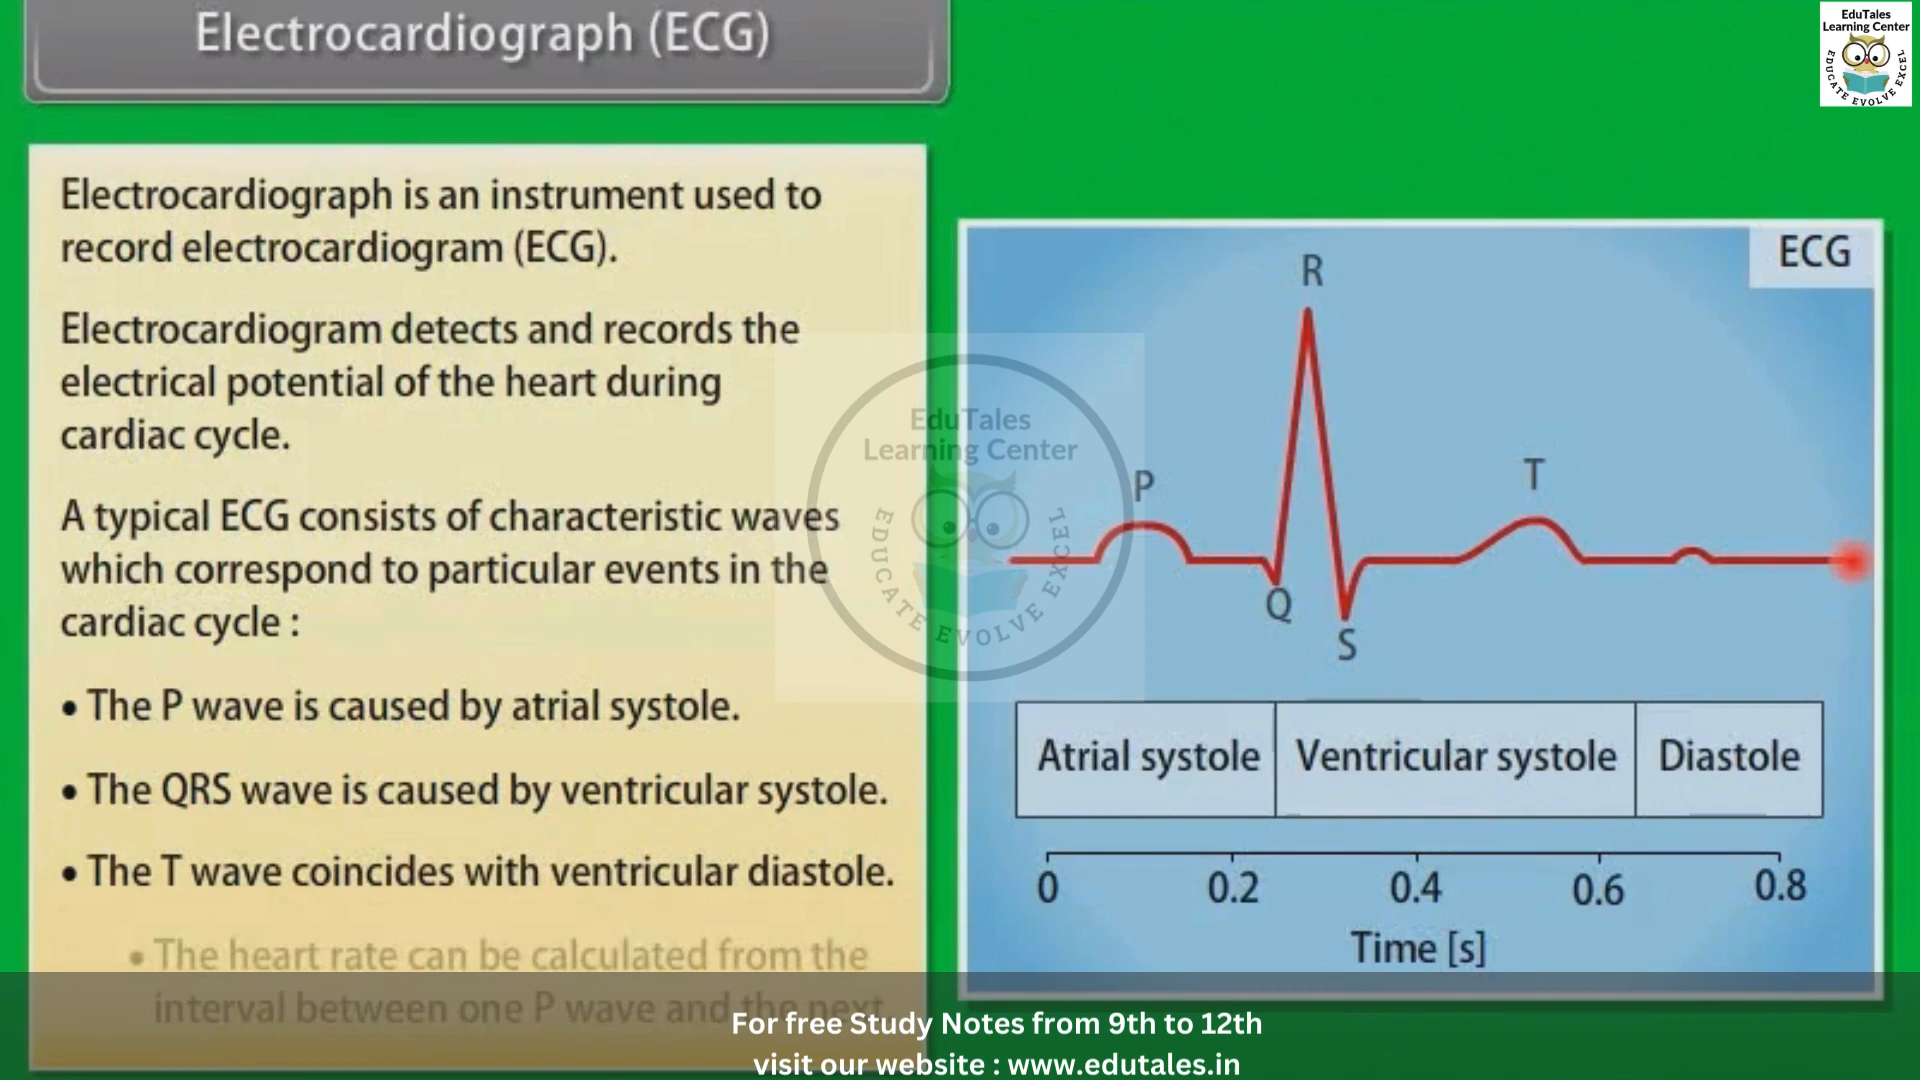 Electrocardiograph (ECG)
EduTales
Learning Center
EDUCATE EVOLVE EXCEL
Electrocardiograph is an instrument used to
record electrocardiogram (ECG).
Electrocardiogram detects and records the
electrical potential of the heart during
cardiac cycle.
A typical ECG consists of characteristic waves
which correspond to particular events in the
cardiac cycle :
• The P wave is caused by atrial systole.
• The QRS wave is caused by ventricular systole.
• The T wave coincides with ventricular diastole.
• The heart rate can be calculated from the
interval between one P wave and the next
ECG
R
P
T
Q
S
Atrial systole
Ventricular systole
Diastole
0 0.2 0.4 0.6 0.8
Time [s]
EduTales
Learning Center
EDUCATE EVOLVE EXCEL
For free Study Notes from 9th to 12th
visit our website : www.edutales.in